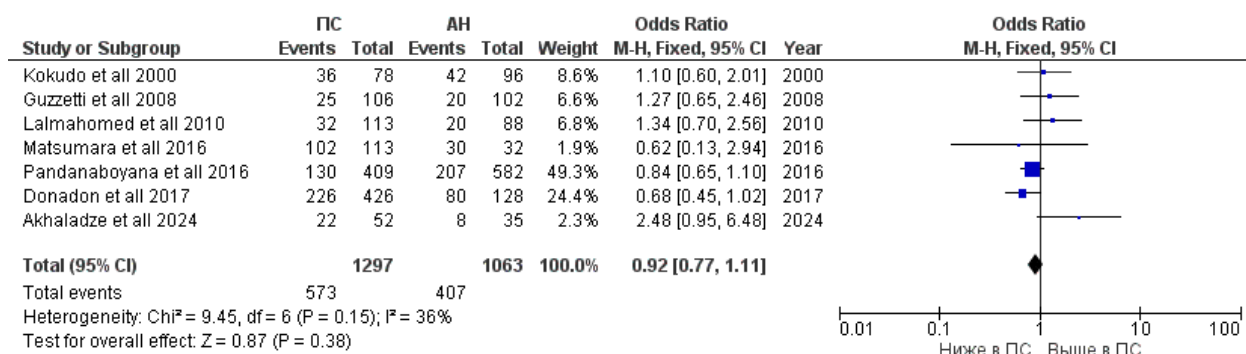 ПС АН Odds Ratio Odds Ratio
Study or Subgroup Events Total Events Total Weight M-H, Fixed, 95% CI Year M-H, Fixed, 95% CI
Kokudo et all 2000 36 78 42 96 8.6% 1.10 [0.60, 2.01] 2000
Guzzetti et all 2008 25 106 20 102 6.6% 1.27 [0.65, 2.46] 2008
Lalmahomed et all 2010 32 113 20 88 6.8% 1.34 [0.70, 2.56] 2010
Matsumara et all 2016 102 113 30 32 1.9% 0.62 [0.13, 2.94] 2016
Pandanaboyana et all 2016 130 409 207 582 49.3% 0.84 [0.65, 1.10] 2016
Donadon et all 2017 226 426 80 128 24.4% 0.68 [0.45, 1.02] 2017
Akhaladze et all 2024 22 52 8 35 2.3% 2.48 [0.95, 6.48] 2024
Total (95% CI) 1297 1063 100.0% 0.92 [0.77, 1.11]
Total events 573 407
Heterogeneity: Chi² = 9.45, df = 6 (P = 0.15); I² = 36%
Test for overall effect: Z = 0.87 (P = 0.38)
0.01 0.1 1 10 100
Ниже в ПС Выше в ПС